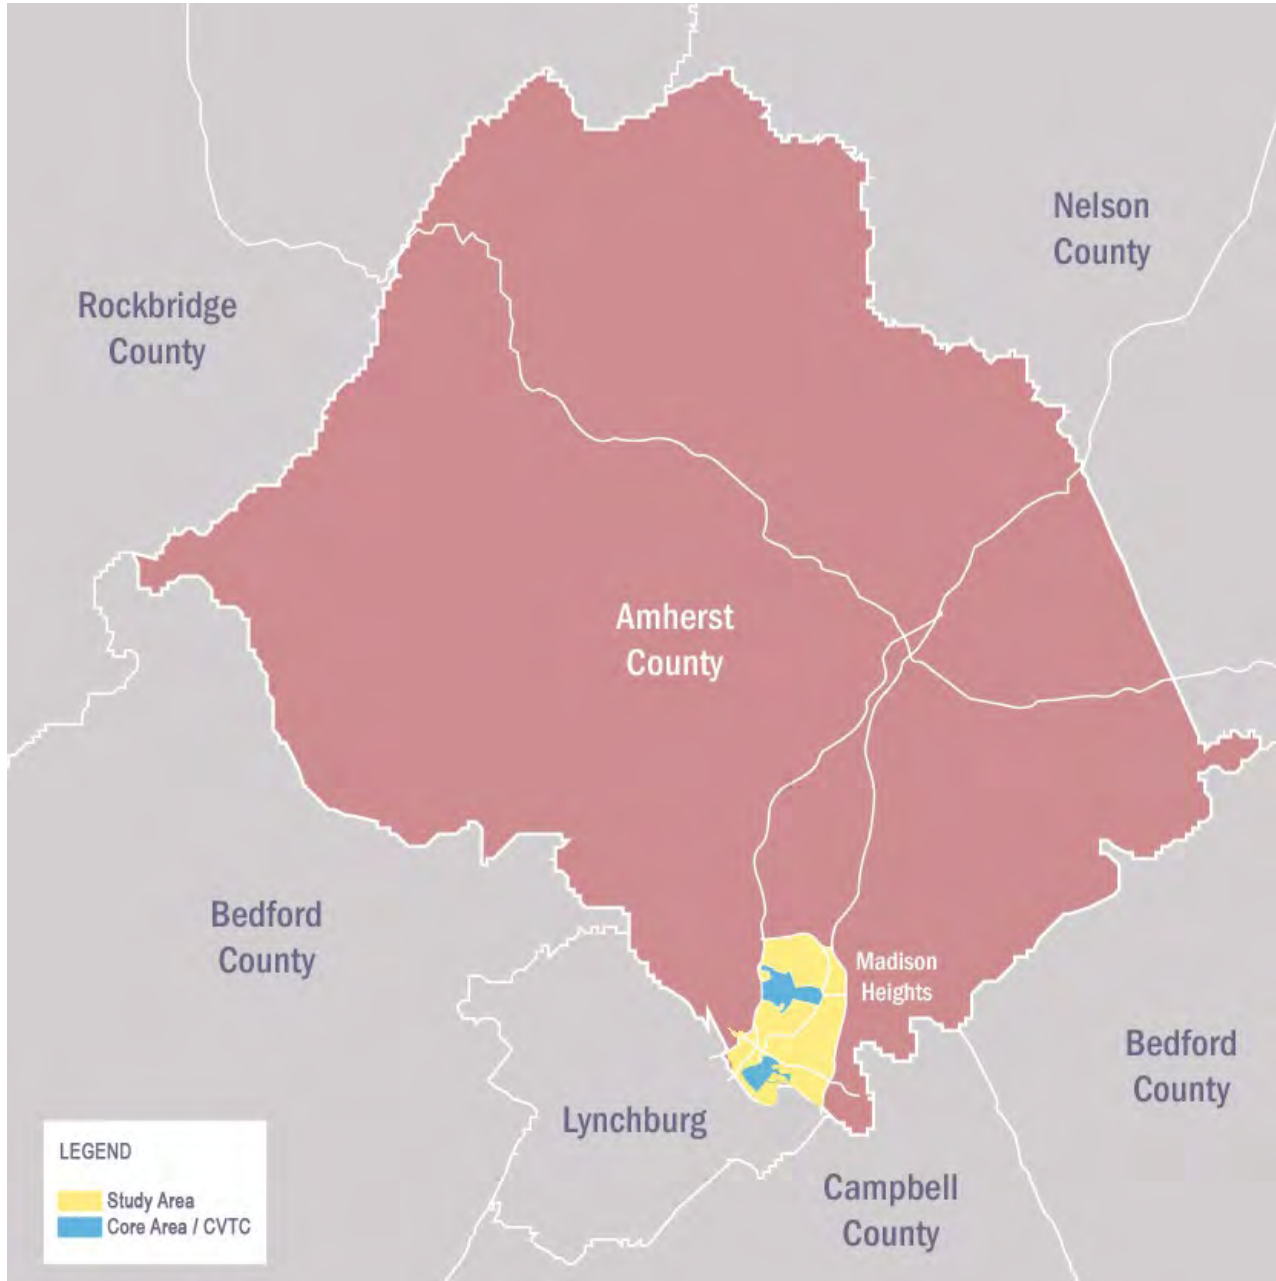 Nelson
County
Rockbridge
County
Amherst
County
Bedford
County
Madison
Heights
Bedford
County
Lynchburg
Campbell
County
LEGEND
Study Area
Core Area / CVTC